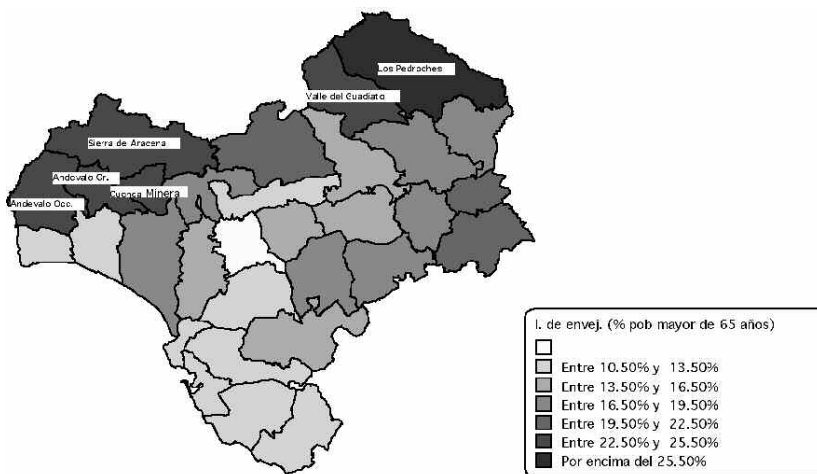 Los Pedroches
Valle del Guadiato
Sierra de Aracena
Andevalo Gr.
Cuenca Minera
Andevalo Occ.
I. de envej. (% pob mayor de 65 años)
Entre 10.50% y 13.50%
Entre 13.50% y 16.50%
Entre 16.50% y 19.50%
Entre 19.50% y 22.50%
Entre 22.50% y 25.50%
Por encima del 25.50%